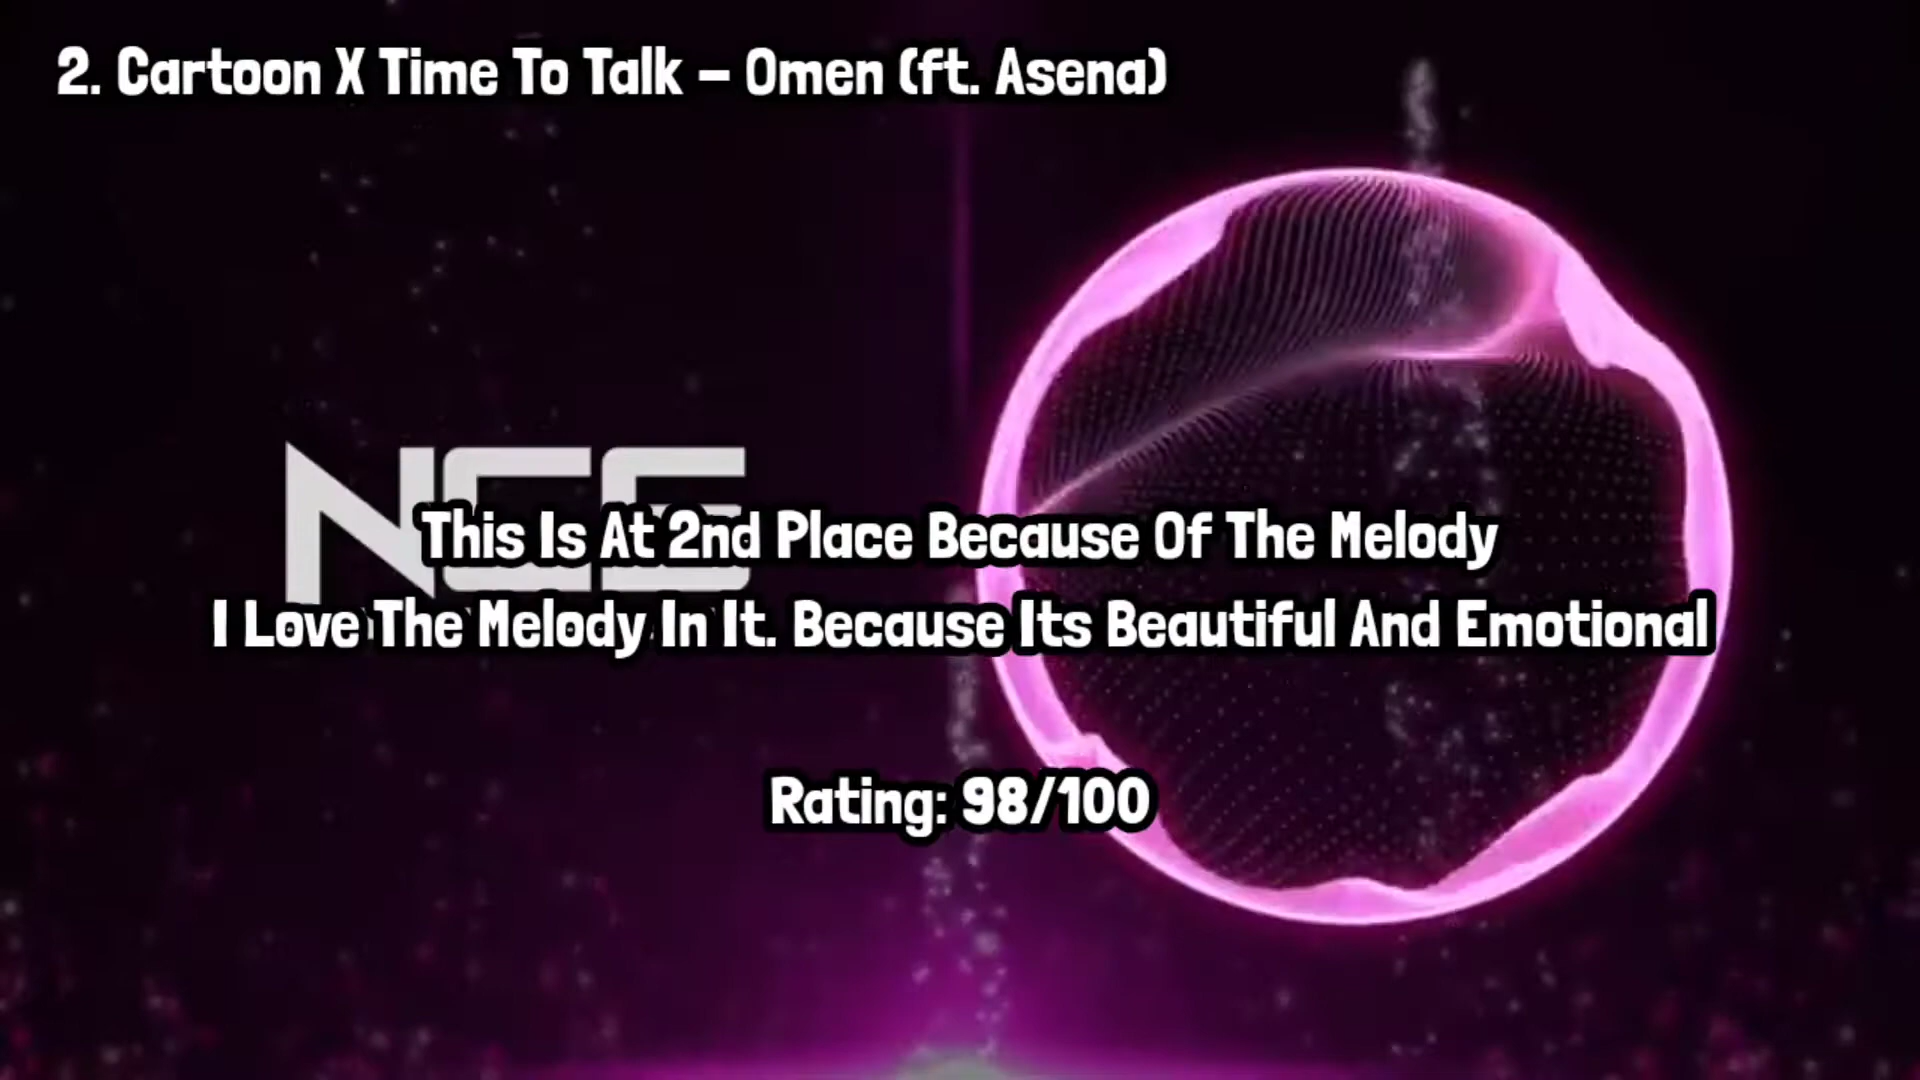 2. Cartoon X Time To Talk – Omen (ft. Asena)
NCS
This Is At 2nd Place Because Of The Melody
I Love The Melody In It. Because Its Beautiful And Emotional
Rating: 98/100